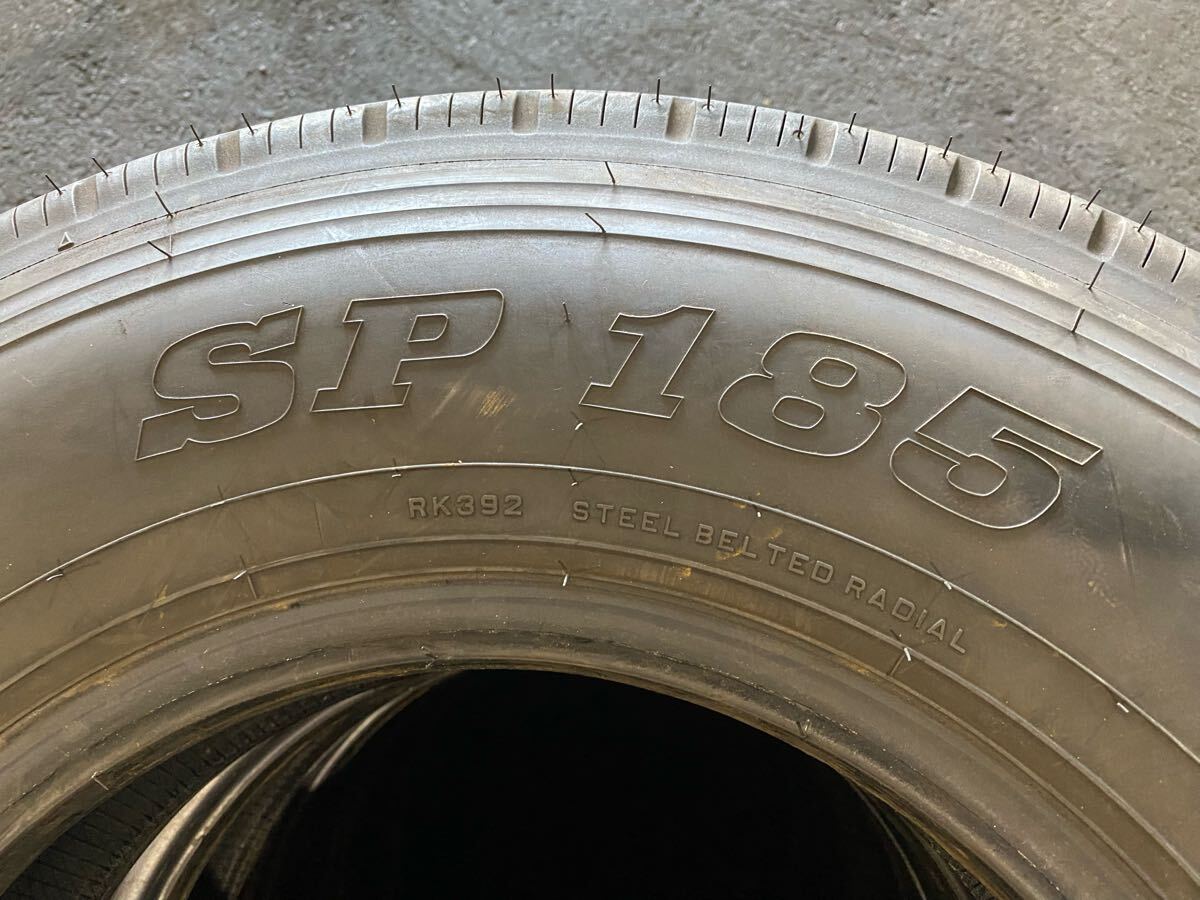 SP 185
RK392 STEEL BELTED RADIAL